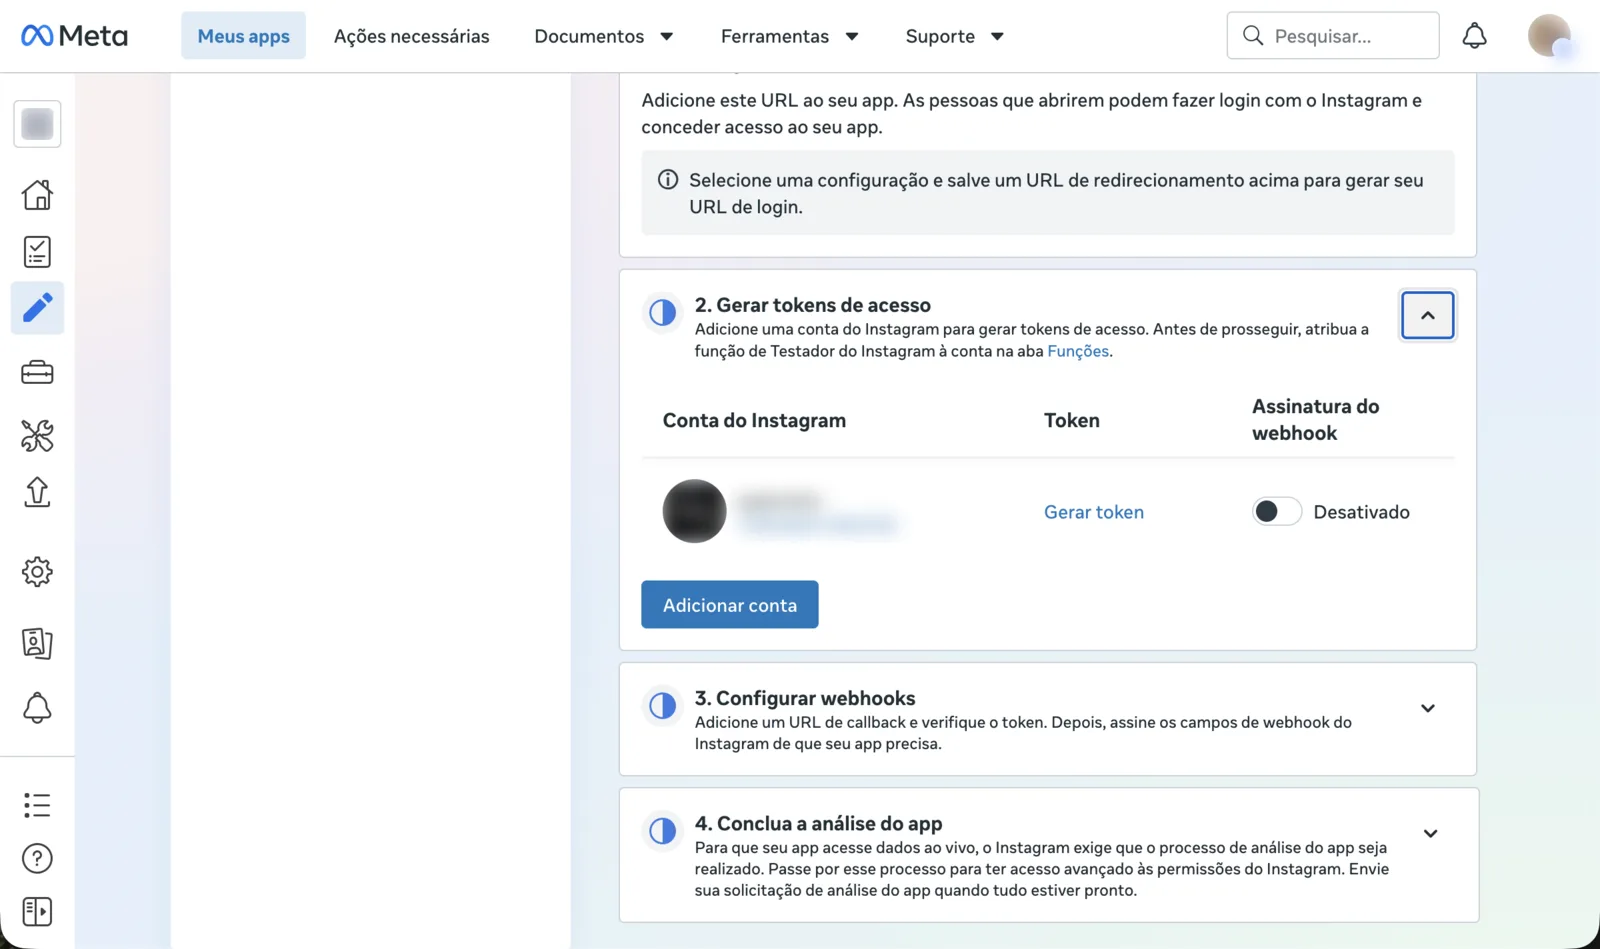 Meta
Meus apps
Ações necessárias
Documentos
Ferramentas
Suporte
Pesquisar...
Adicione este URL ao seu app. As pessoas que abrirem podem fazer login com o Instagram e
conceder acesso ao seu app.
Selecione uma configuração e salve um URL de redirecionamento acima para gerar seu
URL de login.
2. Gerar tokens de acesso
Adicione uma conta do Instagram para gerar tokens de acesso. Antes de prosseguir, atribua a
função de Testador do Instagram à conta na aba Funções.
Conta do Instagram
Token
Assinatura do
webhook
Gerar token
Desativado
Adicionar conta
3. Configurar webhooks
Adicione um URL de callback e verifique o token. Depois, assine os campos de webhook do
Instagram de que seu app precisa.
4. Conclua a análise do app
Para que seu app acesse dados ao vivo, o Instagram exige que o processo de análise do app seja
realizado. Passe por esse processo para ter acesso avançado às permissões do Instagram. Envie
sua solicitação de análise do app quando tudo estiver pronto.